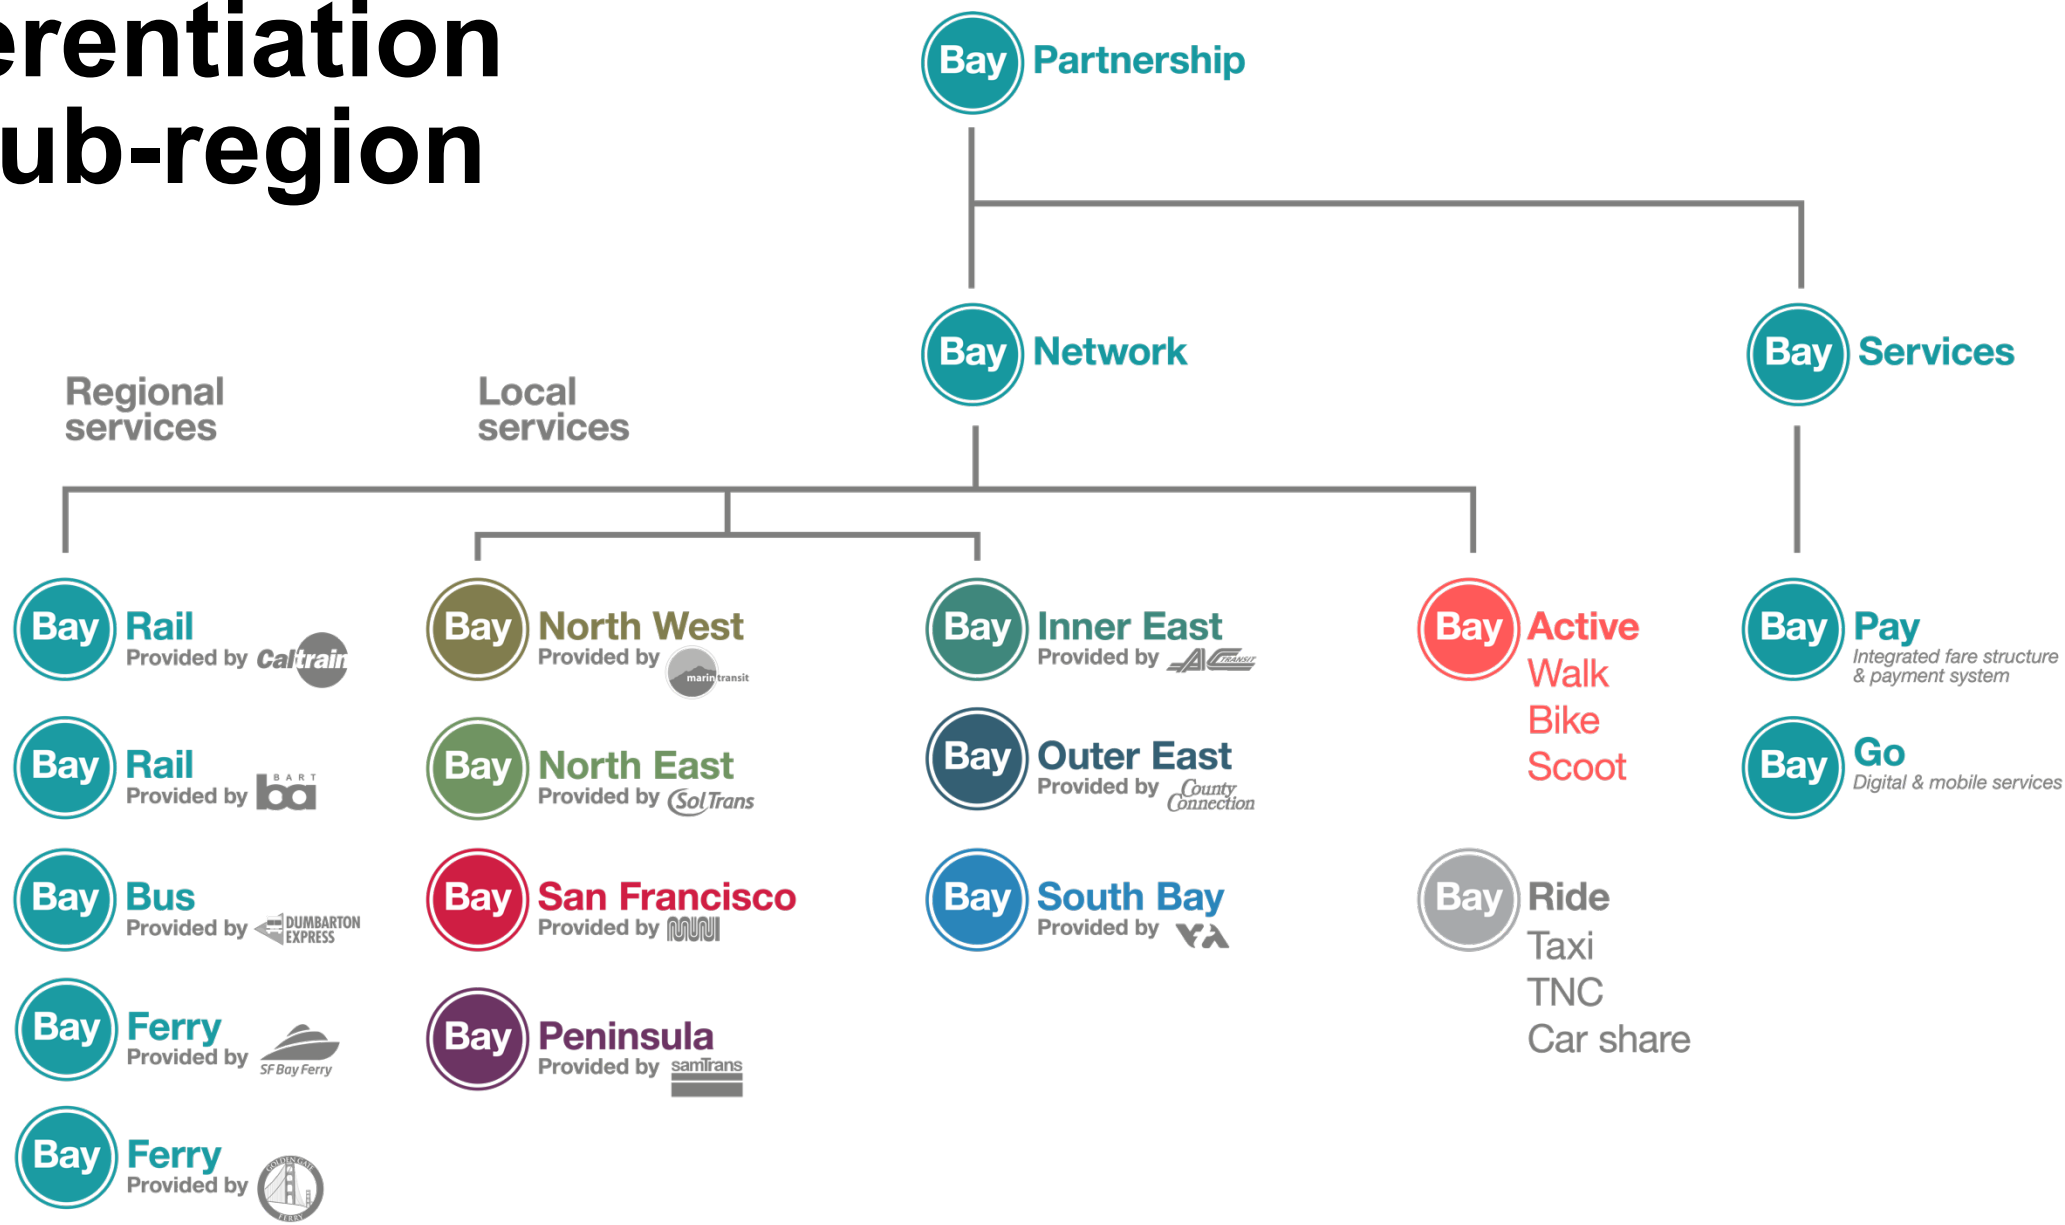 erentiation
ub-region
Bay Partnership
Bay Network
Bay Services
Regional
services
Local
services
Bay Rail
Provided by Caltrain
Bay Rail
Provided by BART
ba
Bay Bus
Provided by DUMBARTON
EXPRESS
Bay Ferry
Provided by
SF Bay Ferry
Bay Ferry
Provided by
GOLDEN GATE
FERRY
Bay North West
Provided by
marintransit
Bay North East
Provided by SolTrans
Bay San Francisco
Provided by MUNI
Bay Peninsula
Provided by samTrans
Bay Inner East
Provided by AC TRANSIT
Bay Outer East
Provided by County
Connection
Bay South Bay
Provided by VTA
Bay Active
Walk
Bike
Scoot
Bay Ride
Taxi
TNC
Car share
Bay Pay
Integrated fare structure
& payment system
Bay Go
Digital & mobile services